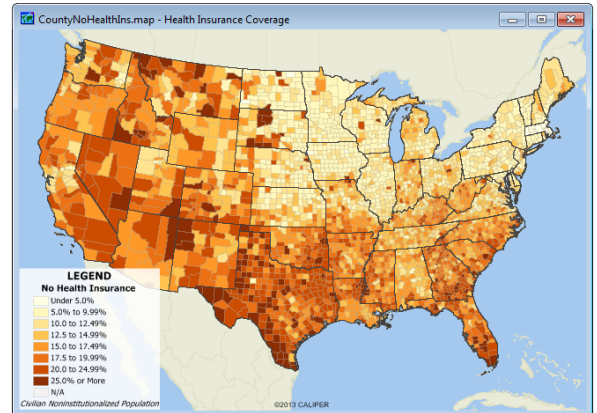 CountyNoHealthIns.map - Health Insurance Coverage
LEGEND
No Health Insurance
Under 5.0%
5.0% to 9.99%
10.0 to 12.49%
12.5 to 14.99%
15.0 to 17.49%
17.5 to 19.99%
20.0 to 24.99%
25.0% or More
N/A
Civilian Noninstitutionalized Population
©2013 CALIPER